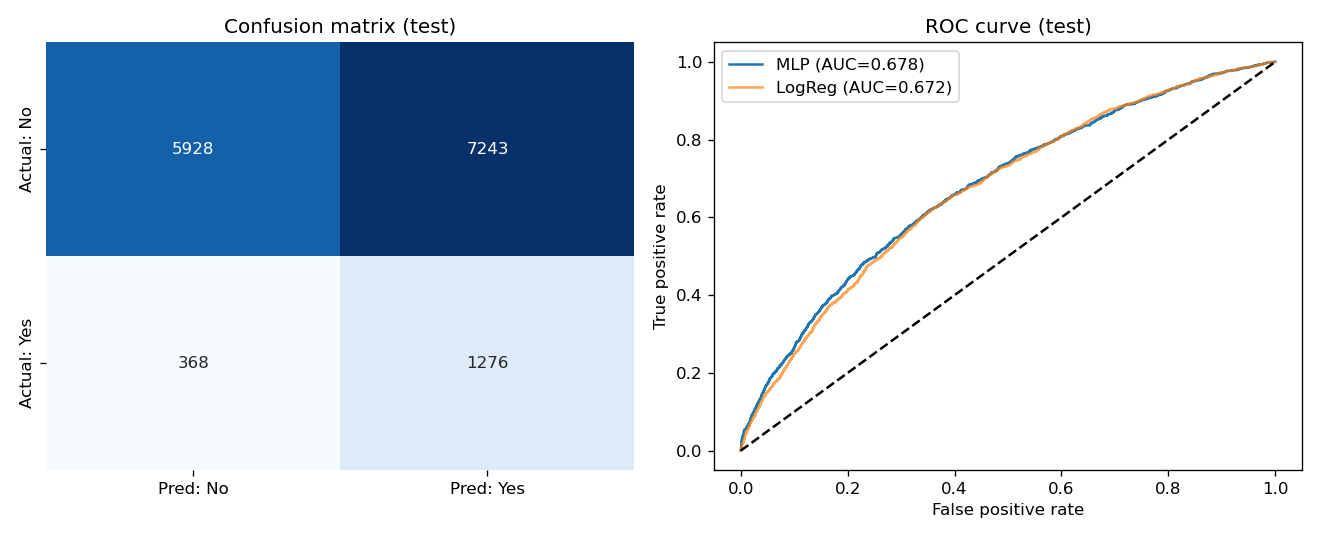 Confusion matrix (test)
Actual: No
5928 7243
Actual: Yes
368 1276
Pred: No Pred: Yes
ROC curve (test)
MLP (AUC=0.678)
LogReg (AUC=0.672)
True positive rate
1.0
0.8
0.6
0.4
0.2
0.0
0.0 0.2 0.4 0.6 0.8 1.0
False positive rate